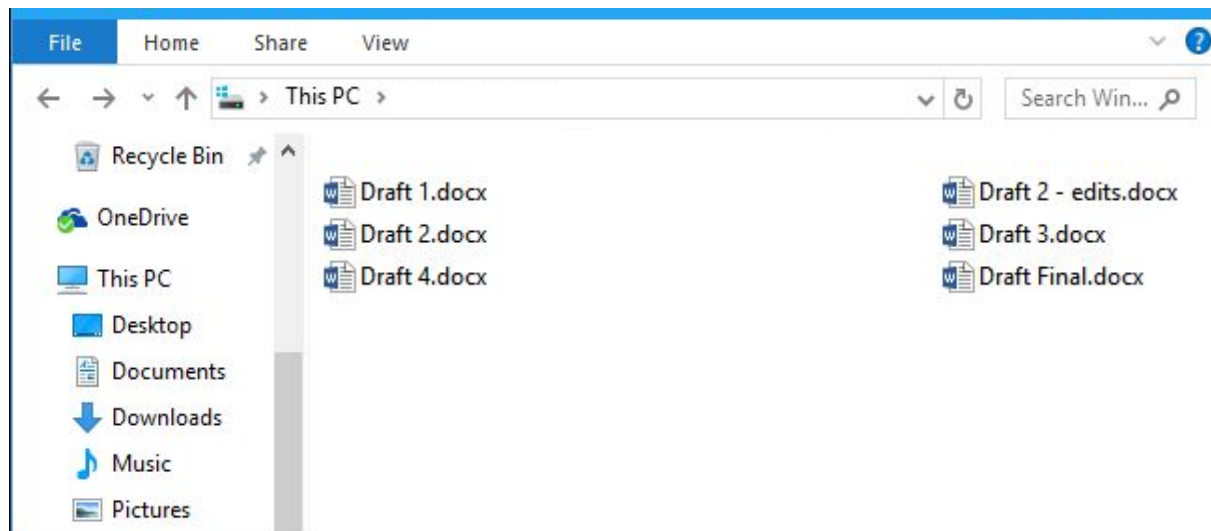 File Home Share View
This PC
Search Win...
Recycle Bin
OneDrive
This PC
Desktop
Documents
Downloads
Music
Pictures
Draft 1.docx Draft 2 - edits.docx
Draft 2.docx Draft 3.docx
Draft 4.docx Draft Final.docx